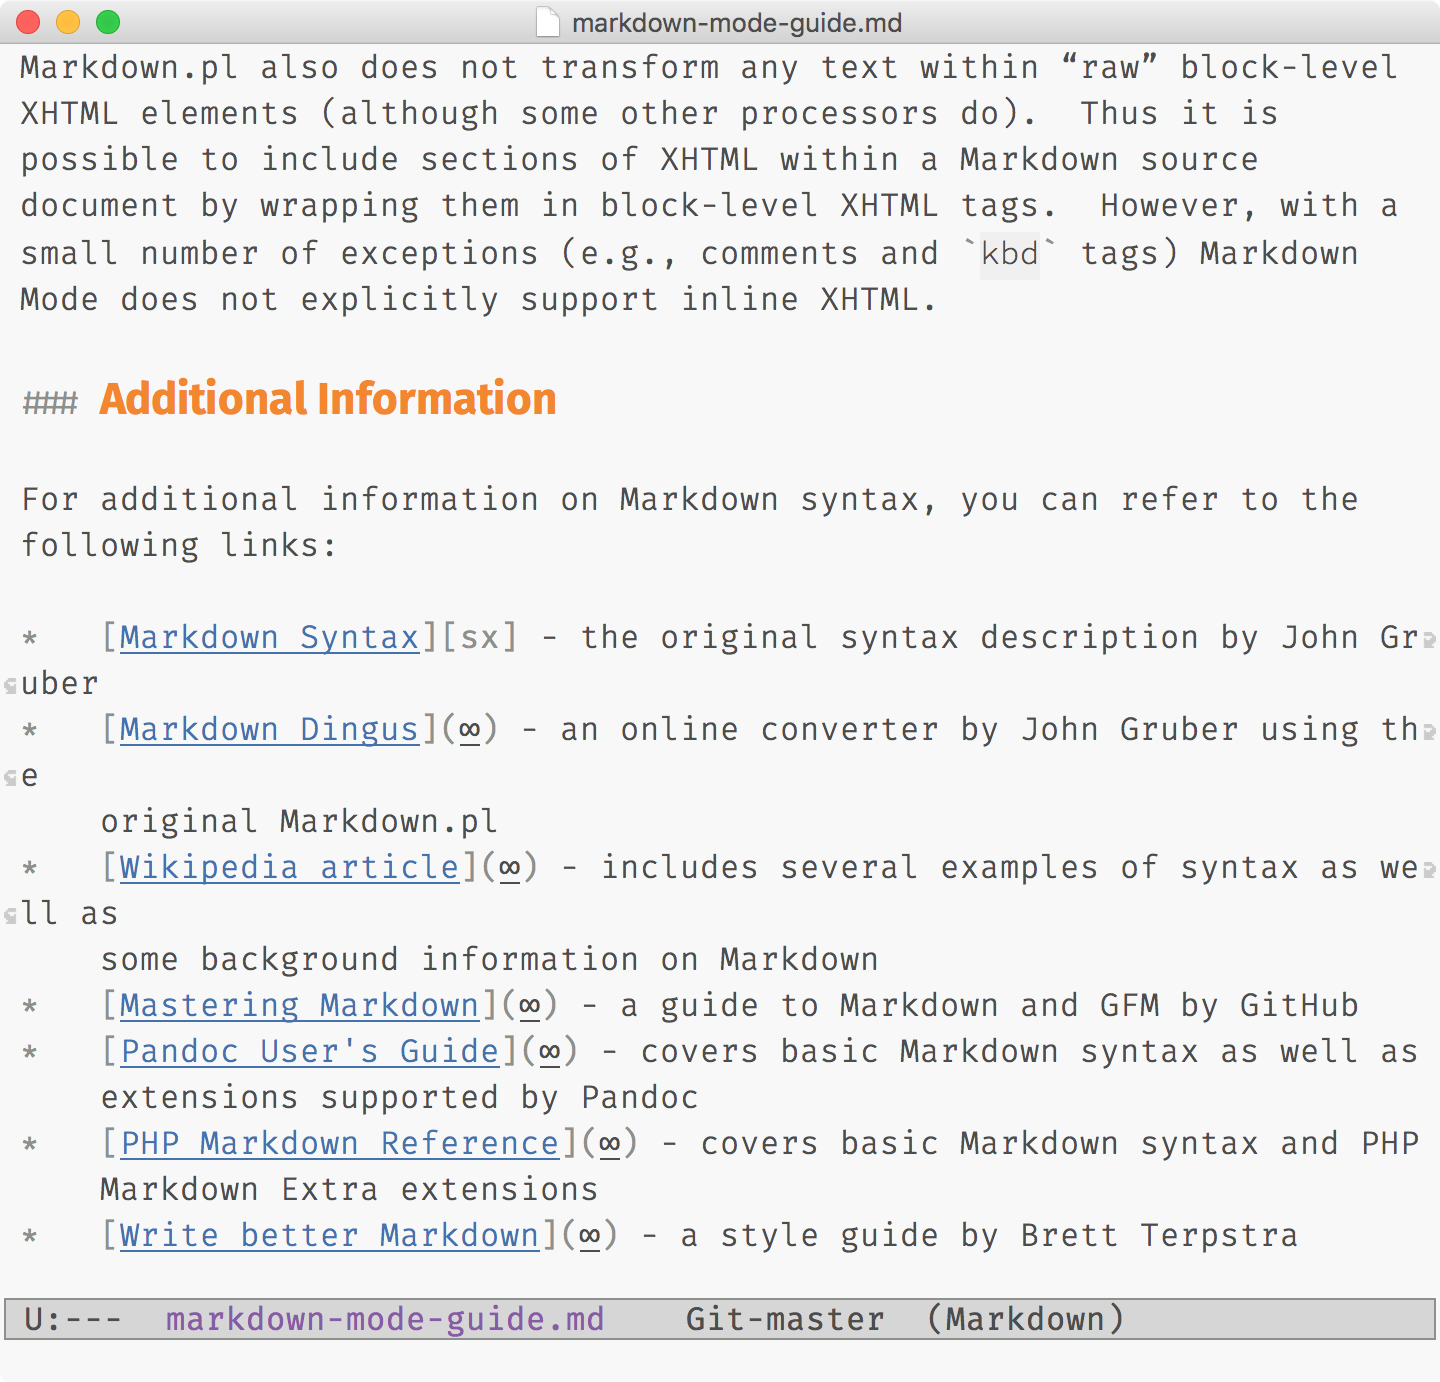 markdown-mode-guide.md
Markdown.pl also does not transform any text within “raw” block-level
XHTML elements (although some other processors do).  Thus it is
possible to include sections of XHTML within a Markdown source
document by wrapping them in block-level XHTML tags.  However, with a
small number of exceptions (e.g., comments and `kbd` tags) Markdown
Mode does not explicitly support inline XHTML.
### Additional Information
For additional information on Markdown syntax, you can refer to the
following links:
*   [Markdown Syntax][sx] - the original syntax description by John Gr
uber
*   [Markdown Dingus](∞) - an online converter by John Gruber using th
e
original Markdown.pl
*   [Wikipedia article](∞) - includes several examples of syntax as we
ll as
some background information on Markdown
*   [Mastering Markdown](∞) - a guide to Markdown and GFM by GitHub
*   [Pandoc User's Guide](∞) - covers basic Markdown syntax as well as
extensions supported by Pandoc
*   [PHP Markdown Reference](∞) - covers basic Markdown syntax and PHP
Markdown Extra extensions
*   [Write better Markdown](∞) - a style guide by Brett Terpstra
U:---  markdown-mode-guide.md    Git-master  (Markdown)